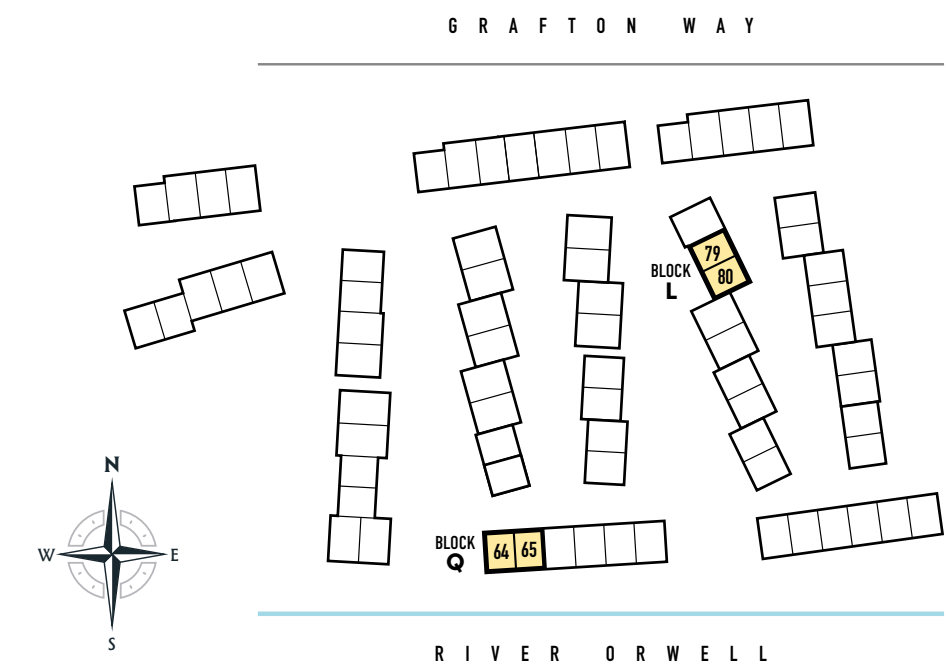 GRAFTON WAY
79
BLOCK
L
80
N
W
E
S
BLOCK
Q
64
65
RIVER ORWELL